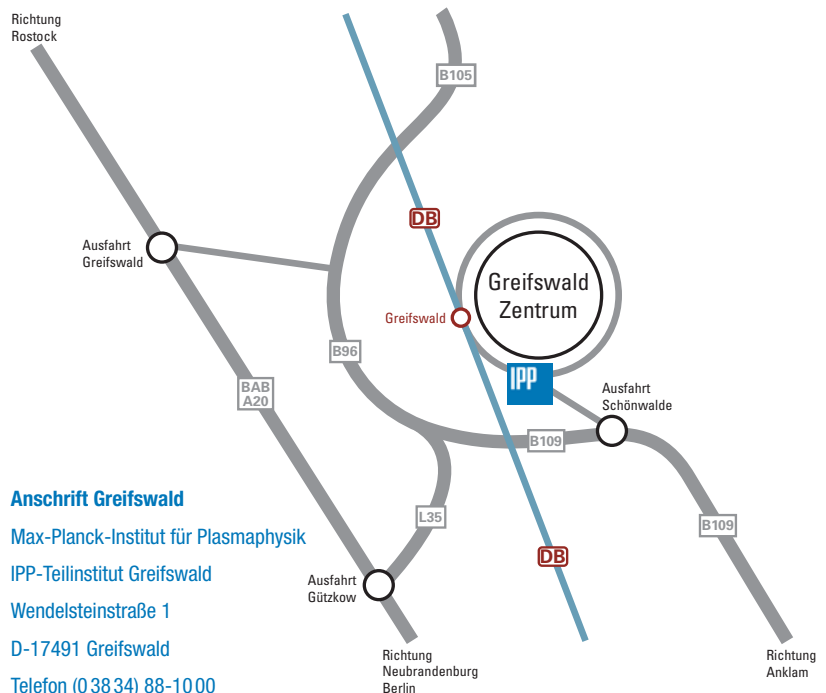 Richtung
Rostock
B105
DB
Ausfahrt
Greifswald
Greifswald
Zentrum
Greifswald
B96
IPP
BAB
A20
Ausfahrt
Schönwalde
B109
Anschrift Greifswald
Max-Planck-Institut für Plasmaphysik
IPP-Teilinstitut Greifswald
Wendelsteinstraße 1
D-17491 Greifswald
Telefon (0 38 34) 88-10 00
L35
B109
DB
Ausfahrt
Gützkow
Richtung
Neubrandenburg
Berlin
Richtung
Anklam